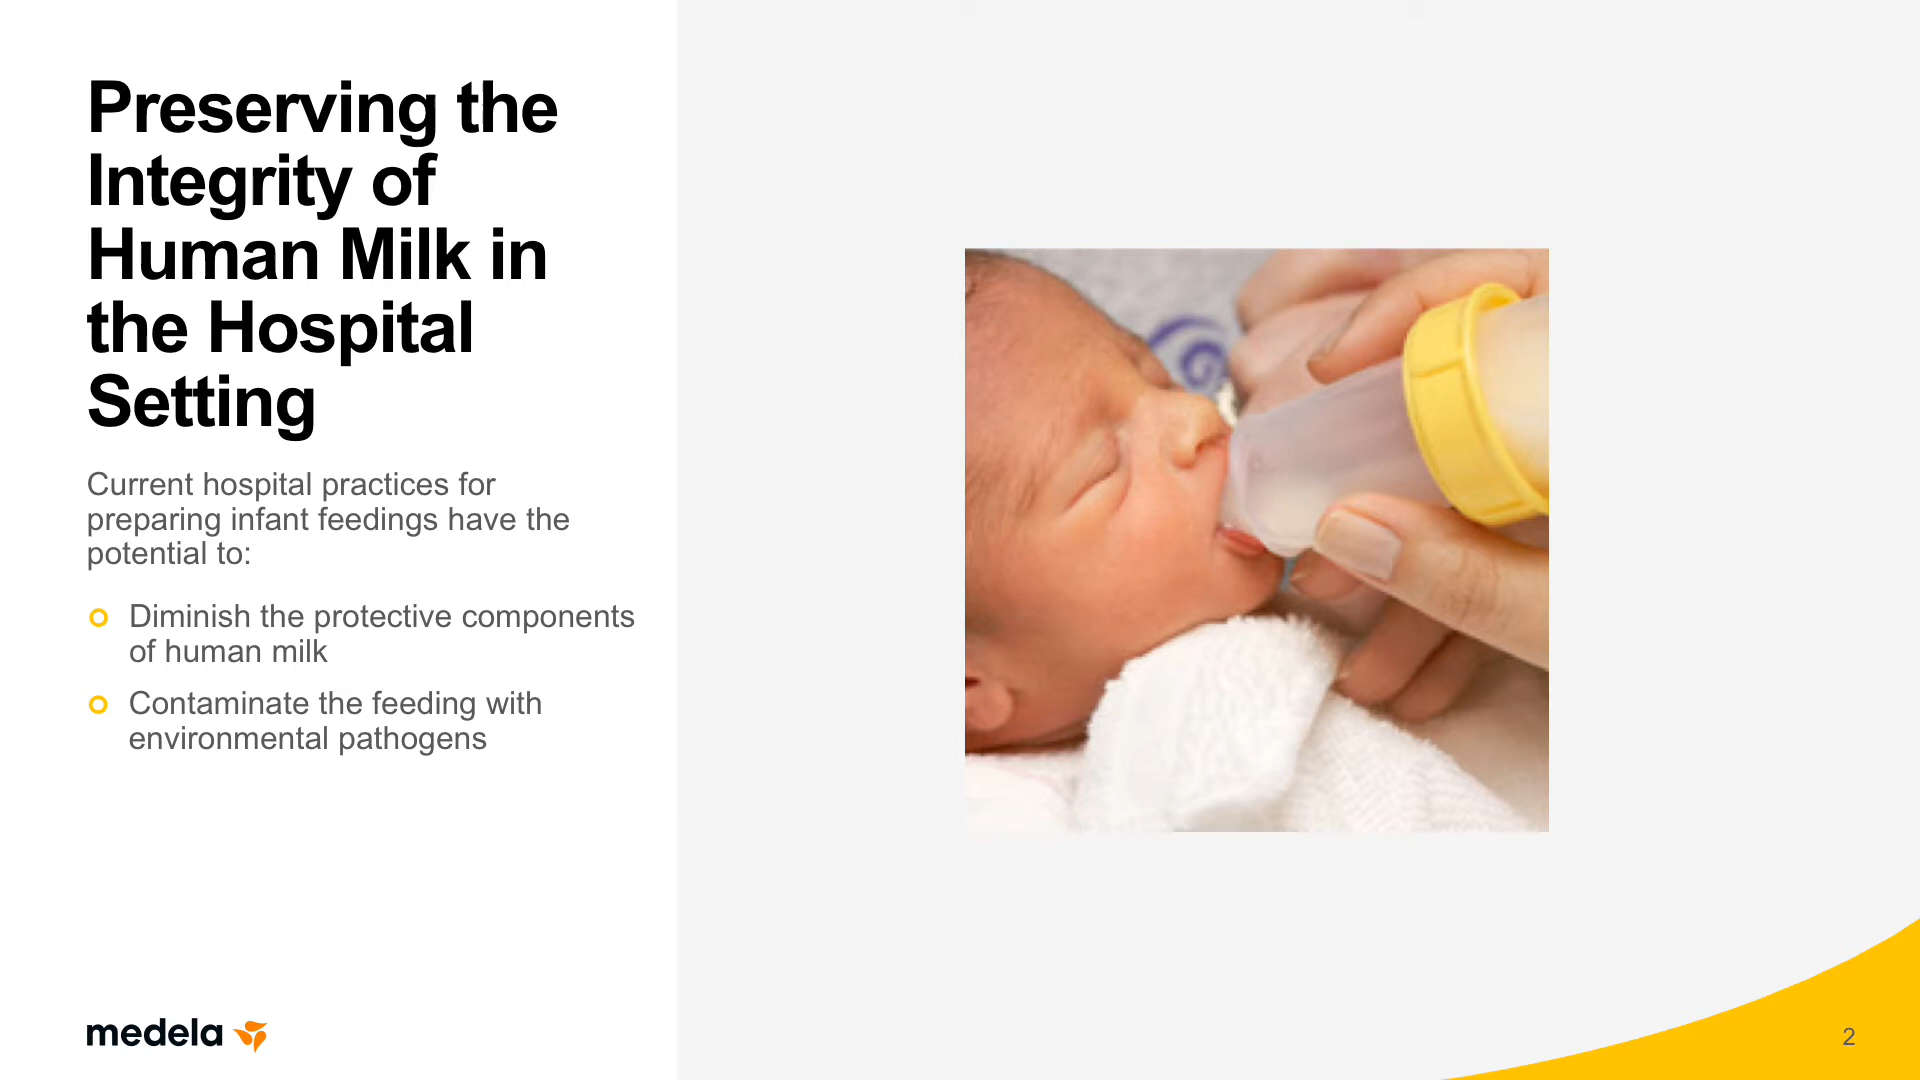 Preserving the
Integrity of
Human Milk in
the Hospital
Setting
Current hospital practices for
preparing infant feedings have the
potential to:
Diminish the protective components
of human milk
Contaminate the feeding with
environmental pathogens
medela
2